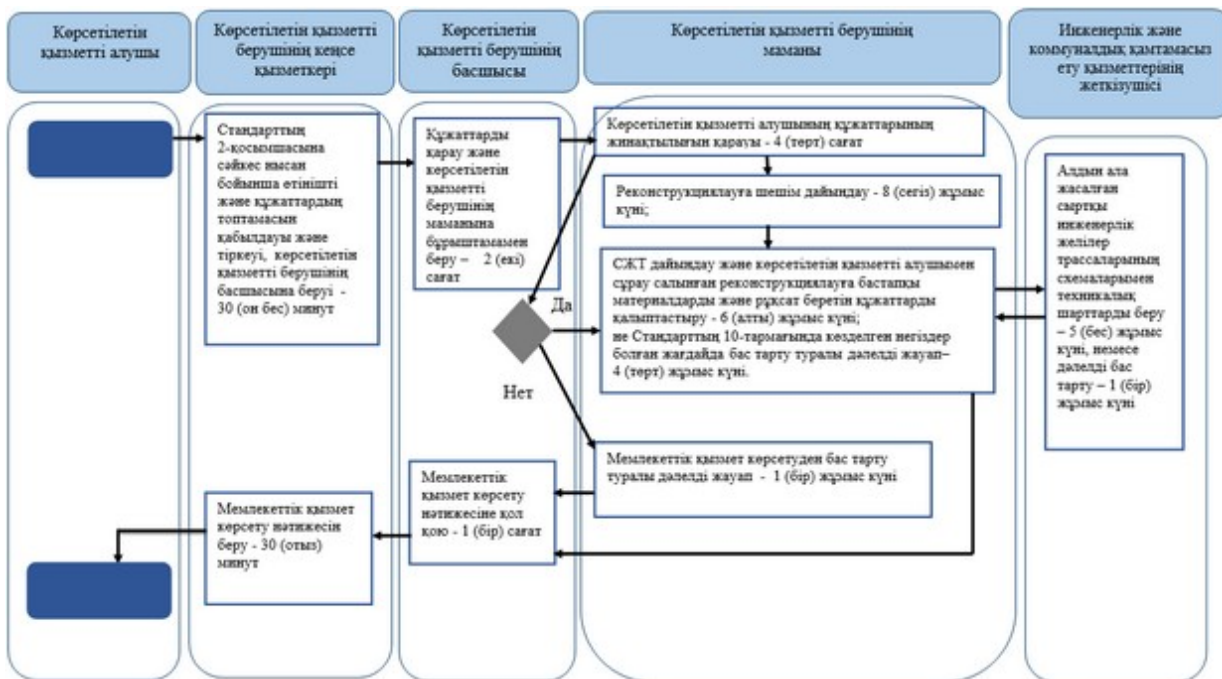 Көрсетілетін
қызметті алушы
Көрсетілетін қызметті
берушінің кеңсе
қызметкері
Көрсетілетін
қызметті берушінің
басшысы
Көрсетілетін қызметті берушінің
маманы
Инженерлік және
коммуналдық қамтамасыз
ету қызметтерінің
жеткізушісі
Стандарттың
2-қосымшасына
сәйкес нысан
бойынша өтінішті
және құжаттардың
топтамасын
қабылдауы және
тіркеуі, көрсетілетін
қызметті берушінің
басшысына беруі -
30 (он бес) минут
Құжаттарды
қарау және
көрсетілетін
қызметті
берушінің
маманына
бұрыштамамен
беру – 2 (екі)
сағат
Көрсетілетін қызметті алушының құжаттарының
жинақтылығын қарауы - 4 (төрт) сағат
Реконструкциялауға шешім дайындау - 8 (сегіз) жұмыс
күні;
СЖТ дайындау және көрсетілетін қызметті алушымен
сұрау салынған реконструкциялауға бастапқы
материалдарды және рұқсат беретін құжаттарды
қалыптастыру - 6 (алты) жұмыс күні;
не Стандарттың 10-тармағында көзделген негіздер
болған жағдайда бас тарту туралы дәлелді жауап–
4 (төрт) жұмыс күні.
Алдын ала
жасалған
сыртқы
инженерлік
желілер
трассаларының
схемаларымен
техникалық
шарттарды беру
– 5 (бес) жұмыс
күні, немесе
дәлелді бас
тарту – 1 (бір)
жұмыс күні
Да
Нет
Мемлекеттік қызмет көрсетуден бас тарту
туралы дәлелді жауап - 1 (бір) жұмыс күні
Мемлекеттік
қызмет көрсету
нәтижесіне қол
қою - 1 (бір) сағат
Мемлекеттік қызмет
көрсету нәтижесін
беру - 30 (отыз)
минут